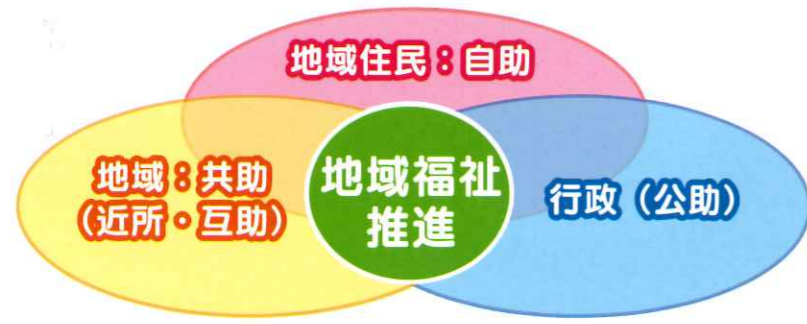 地域住民：自助
地域：共助
（近所・互助）
地域福祉
推進
行政（公助）